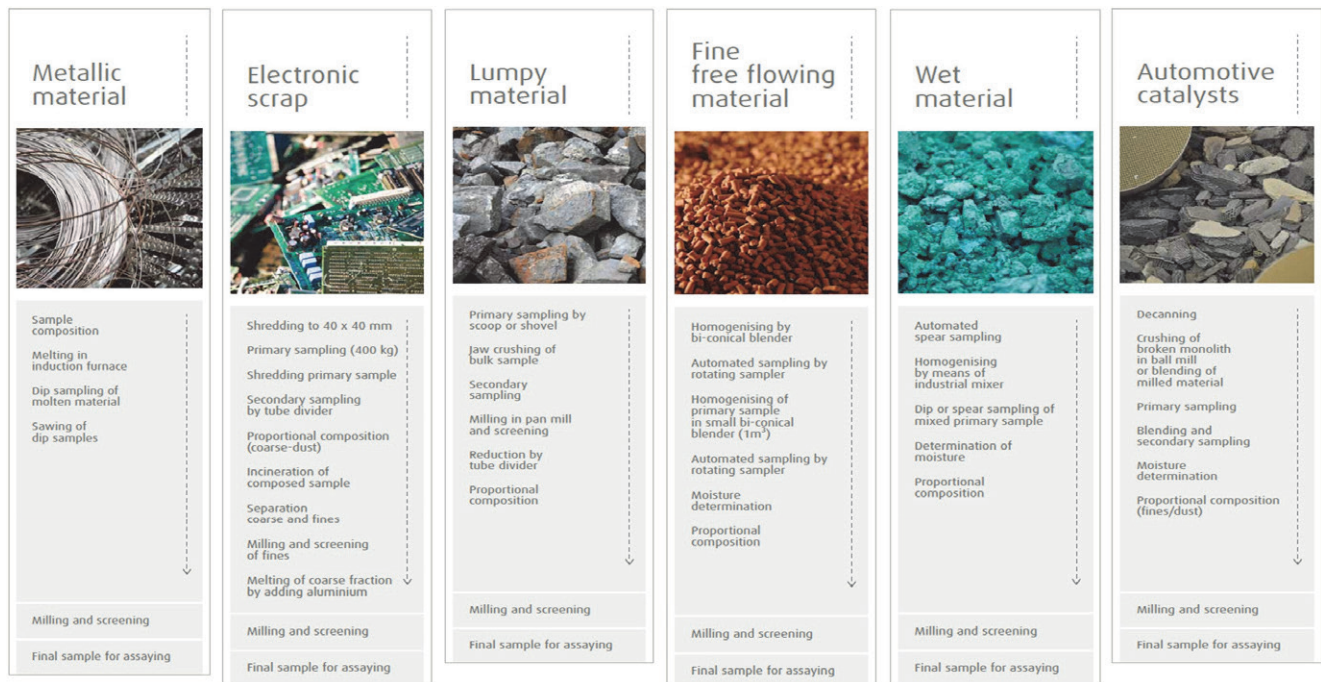 Metallic
material
Sample
composition
Melting in
induction furnace
Dip sampling of
molten material
Sawing of
dip samples
Milling and screening
Final sample for assaying
Electronic
scrap
Shredding to 40 x 40 mm
Primary sampling (400 kg)
Shredding primary sample
Secondary sampling
by tube divider
Proportional composition
(coarse-dust)
Incineration of
composed sample
Separation
coarse and fines
Milling and screening
of fines
Melting of coarse fraction
by adding aluminium
Milling and screening
Final sample for assaying
Lumpy
material
Primary sampling by
scoop or shovel
Jaw crushing of
bulk sample
Secondary
sampling
Milling in pan mill
and screening
Reduction by
tube divider
Proportional
composition
Milling and screening
Final sample for assaying
Fine
free flowing
material
Homogenising by
bi-conical blender
Automated sampling by
rotating sampler
Homogenising of
primary sample
in small bi-conical
blender (1m³)
Automated sampling by
rotating sampler
Moisture
determination
Proportional
composition
Milling and screening
Final sample for assaying
Wet
material
Automated
spear sampling
Homogenising
by means of
industrial mixer
Dip or spear sampling of
mixed primary sample
Determination of
moisture
Proportional
composition
Milling and screening
Final sample for assaying
Automotive
catalysts
Decanning
Crushing of
broken monolith
in ball mill
or blending of
milled material
Primary sampling
Blending and
secondary sampling
Moisture
determination
Proportional composition
(fines/dust)
Milling and screening
Final sample for assaying